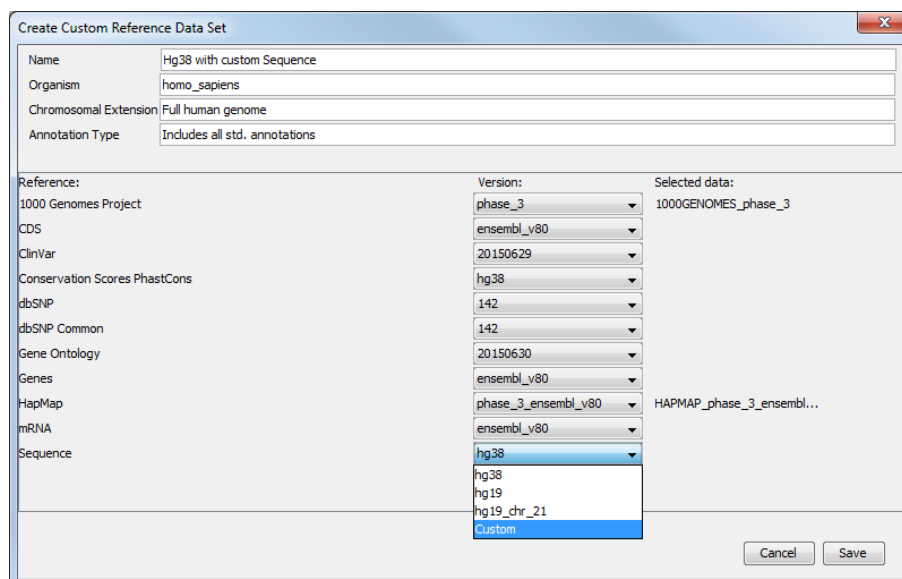 Create Custom Reference Data Set
Name Hg38 with custom Sequence
Organism homo_sapiens
Chromosomal Extension Full human genome
Annotation Type Includes all std. annotations
Reference: Version: Selected data:
1000 Genomes Project phase_3 1000GENOMES_phase_3
CDS ensembl_v80
ClinVar 20150629
Conservation Scores PhastCons hg38
dbSNP 142
dbSNP Common 142
Gene Ontology 20150630
Genes ensembl_v80
HapMap phase_3_ensembl_v80 HAPMAP_phase_3_ensembl...
mRNA ensembl_v80
Sequence hg38
hg38
hg19
hg19_chr_21
Custom
Cancel Save